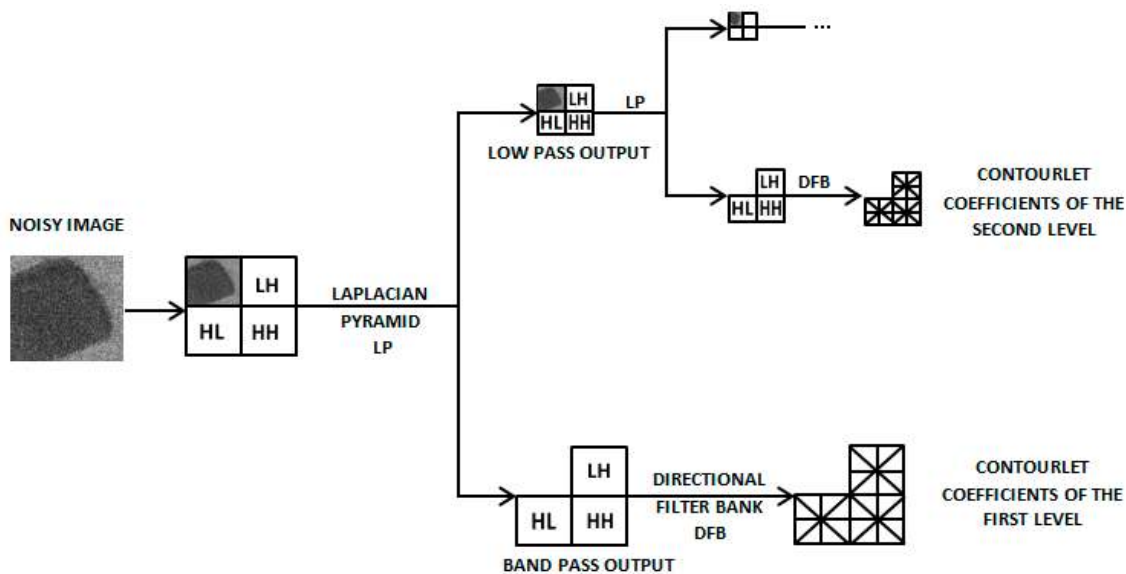 ...
LH
HL HH
LP
LOW PASS OUTPUT
LH
HL HH
DFB
CONTOURLET
COEFFICIENTS OF THE
SECOND LEVEL
NOISY IMAGE
LH
HL HH
LAPLACIAN
PYRAMID
LP
LH
HL HH
BAND PASS OUTPUT
DIRECTIONAL
FILTER BANK
DFB
CONTOURLET
COEFFICIENTS OF THE
FIRST LEVEL